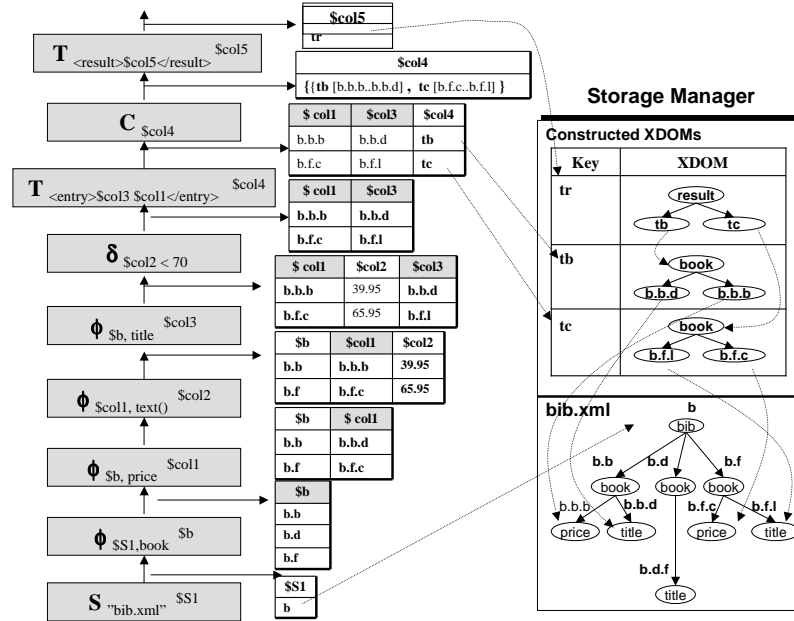 $col5
tr
T <result>$col5</result> $col5
$col4
{{tb [b.b.b..b.b.d] , tc [b.f.c..b.f.l] }
C $col4
$ col1 $col3 $col4
b.b.b b.b.d tb
b.f.c b.f.l tc
T <entry>$col3 $col1</entry> $col4
$ col1 $col3
b.b.b b.b.d
b.f.c b.f.l
δ $col2 < 70
$ col1 $col2 $col3
b.b.b 39.95 b.b.d
b.f.c 65.95 b.f.l
ϕ $b, title $col3
$b $col1 $col2
b.b b.b.b 39.95
b.f b.f.c 65.95
ϕ $col1, text() $col2
$b $ col1
b.b b.b.d
b.f b.f.c
ϕ $b, price $col1
$b
b.b
b.d
b.f
ϕ $S1,book $b
$S1
b
S "bib.xml" $S1
Storage Manager
Constructed XDOMs
Key XDOM
tr
result
tb tc
tb
book
b.b.d b.b.b
tc
book
b.f.l b.f.c
bib.xml
b
bib
b.b b.d b.f
book book book
b.b.b b.b.d b.f.c b.f.l
price title price title
b.d.f
title